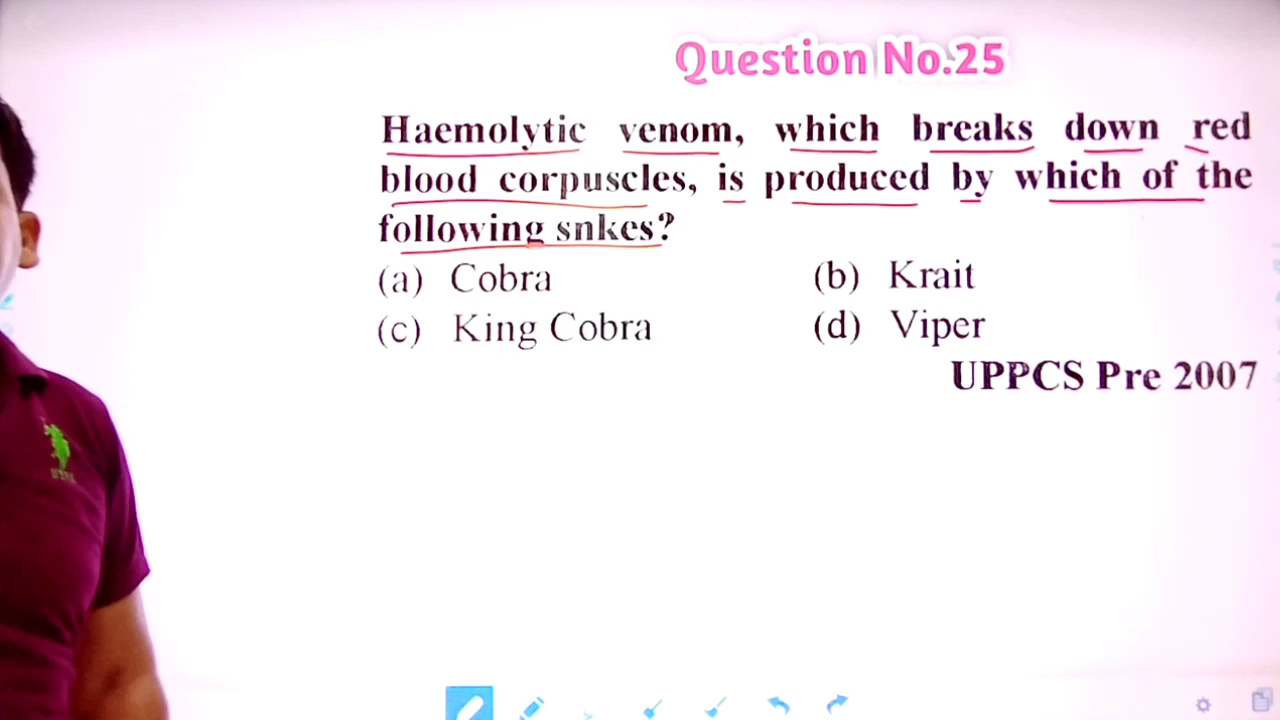 Question No.25
Haemolytic venom, which breaks down red
blood corpuscles, is produced by which of the
following snkes?
(a) Cobra (b) Krait
(c) King Cobra (d) Viper
UPPCS Pre 2007